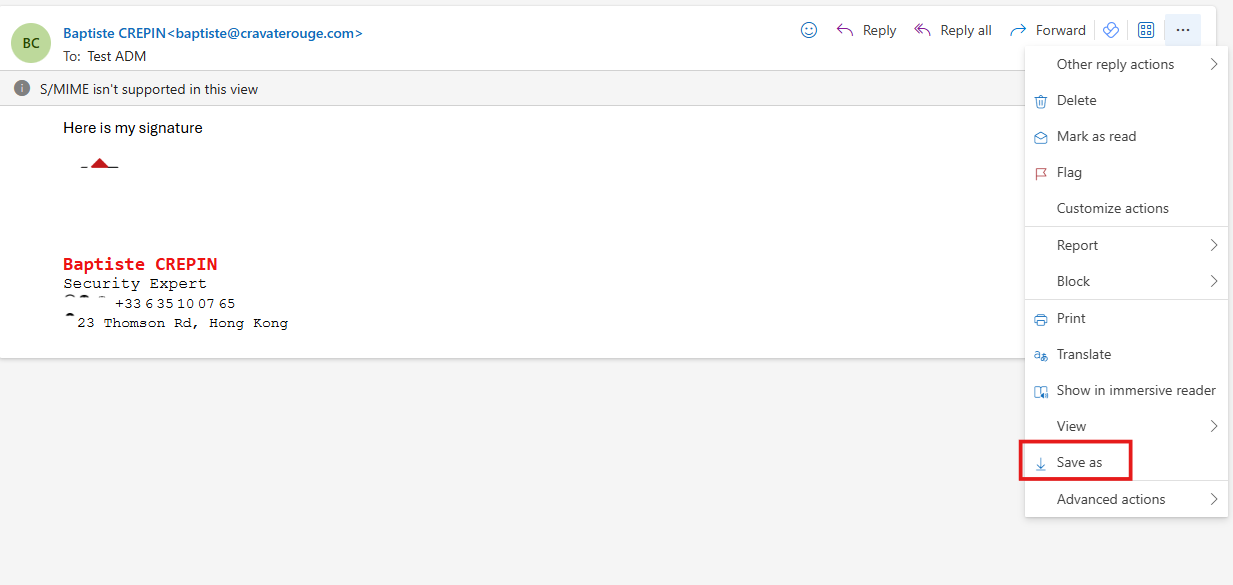 BC
Baptiste CREPIN<baptiste@cravaterouge.com>
To: Test ADM
Reply
Reply all
Forward
S/MIME isn't supported in this view
Here is my signature
Baptiste CREPIN
Security Expert
+33 6 35 10 07 65
23 Thomson Rd, Hong Kong
Other reply actions
Delete
Mark as read
Flag
Customize actions
Report
Block
Print
Translate
Show in immersive reader
View
Save as
Advanced actions